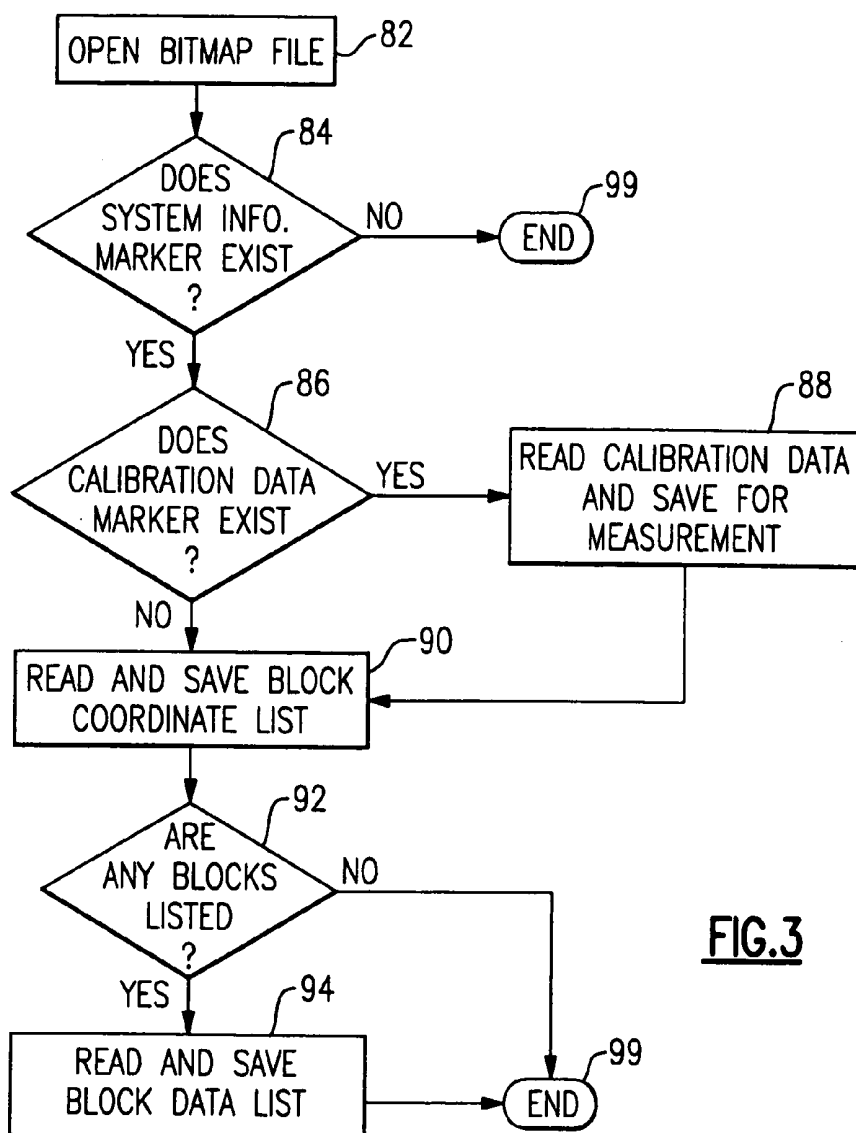 OPEN BITMAP FILE
82
84
DOES
SYSTEM INFO.
MARKER EXIST
?
NO
99
END
YES
86
DOES
CALIBRATION DATA
MARKER EXIST
?
YES
88
READ CALIBRATION DATA
AND SAVE FOR
MEASUREMENT
NO
90
READ AND SAVE BLOCK
COORDINATE LIST
92
ARE
ANY BLOCKS
LISTED
?
NO
YES
94
READ AND SAVE
BLOCK DATA LIST
99
END
FIG.3